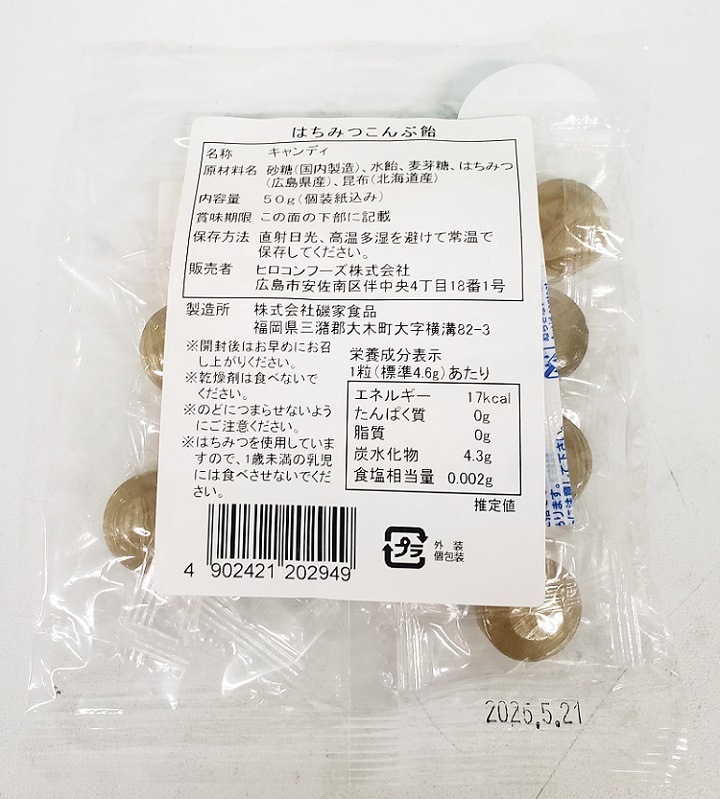 はちみつこんぶ飴
名称 キャンディ
原材料名 砂糖(国内製造)、水飴、麦芽糖、はちみつ
(広島県産)、昆布(北海道産)
内容量 50g(個装紙込み)
賞味期限 この面の下部に記載
保存方法 直射日光、高温多湿を避けて常温で
保存してください。
販売者 ヒロコンフーズ株式会社
広島市安佐南区伴中央4丁目18番1号
製造所 株式会社磯家食品
福岡県三潴郡大木町大字横溝82-3
※開封後はお早めにお召
し上がりください。
※乾燥剤は食べないで
ください。
※のどにつまらせないよう
にご注意ください。
※はちみつを使用していま
すので、1歳未満の乳児
には食べさせないでくだ
さい。
栄養成分表示
1粒(標準4.6g)あたり
エネルギー 17kcal
たんぱく質 0g
脂質 0g
炭水化物 4.3g
食塩相当量 0.002g
推定値
4 902421 202949
プラ
外装
個包装
あります。
に注意して下さい。
2026.5.21